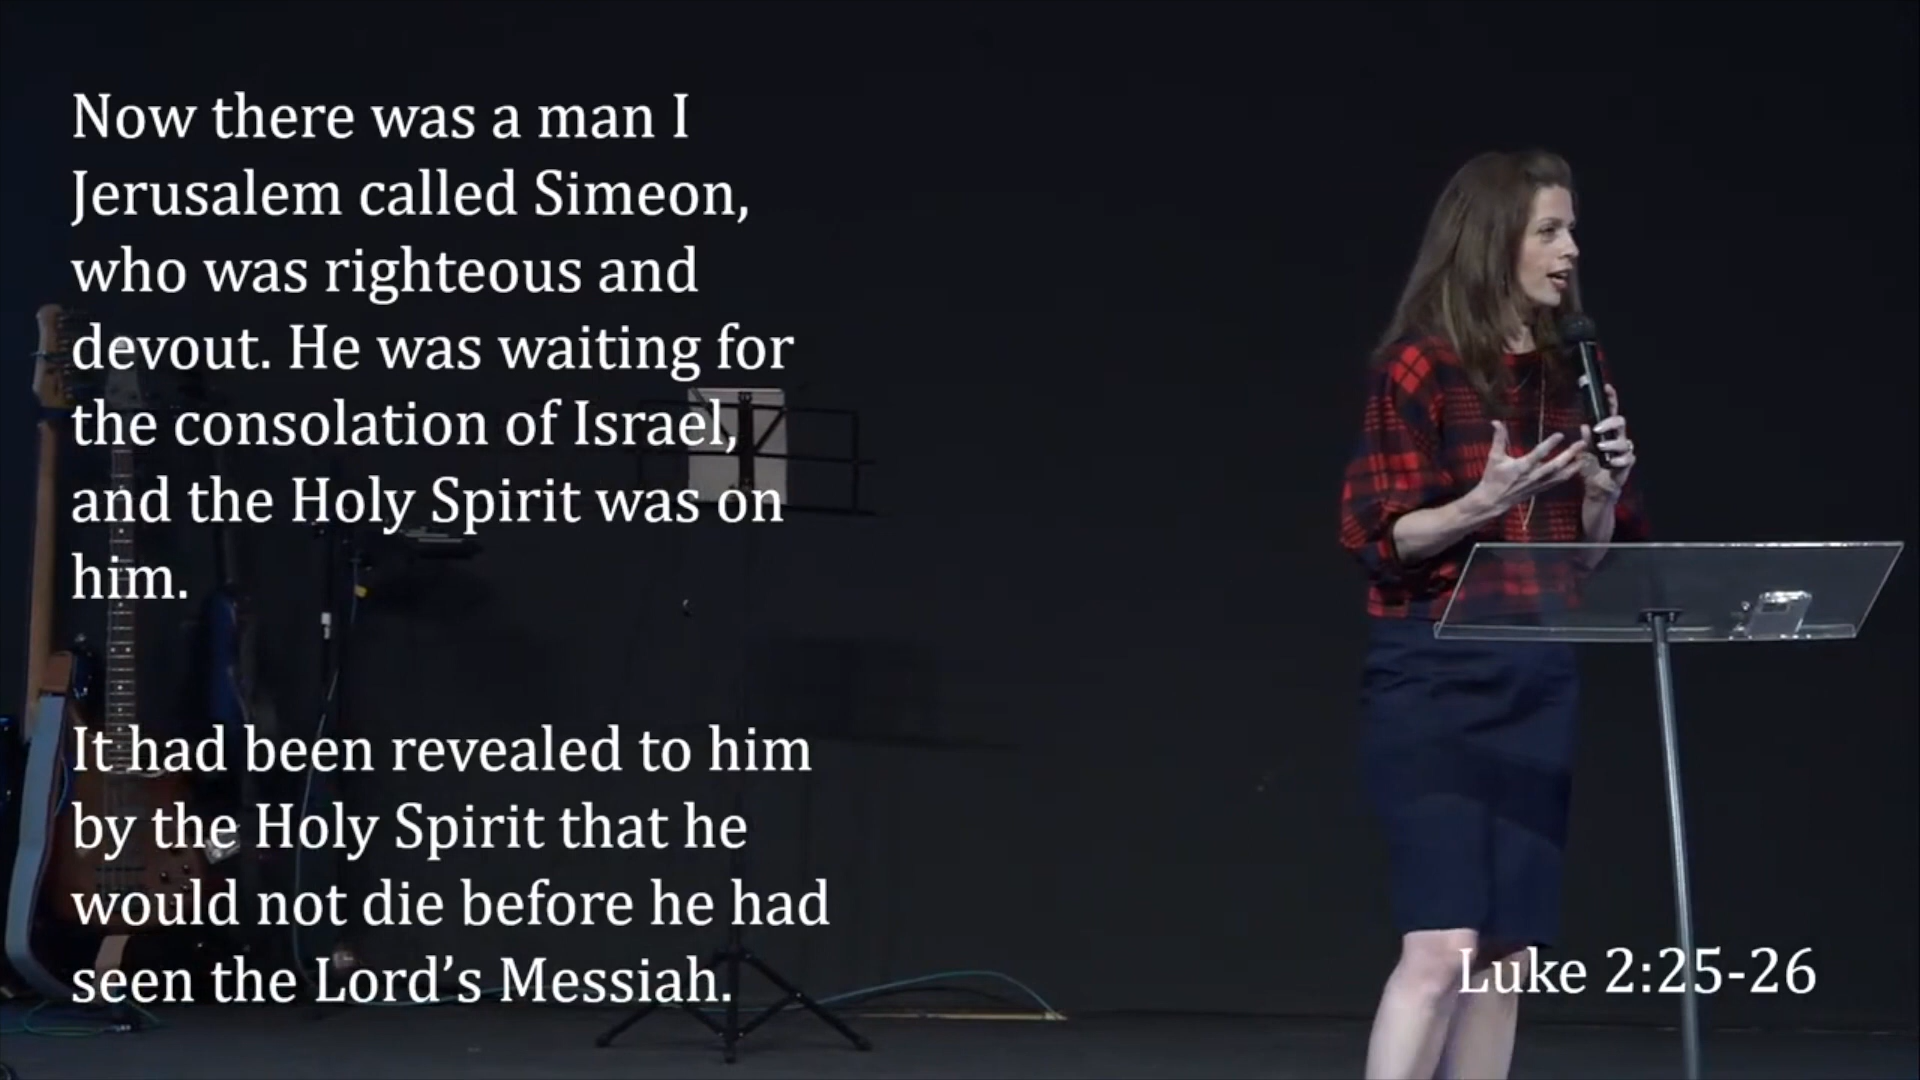 Now there was a man I
Jerusalem called Simeon,
who was righteous and
devout. He was waiting for
the consolation of Israel,
and the Holy Spirit was on
him.
It had been revealed to him
by the Holy Spirit that he
would not die before he had
seen the Lord’s Messiah.
Luke 2:25-26